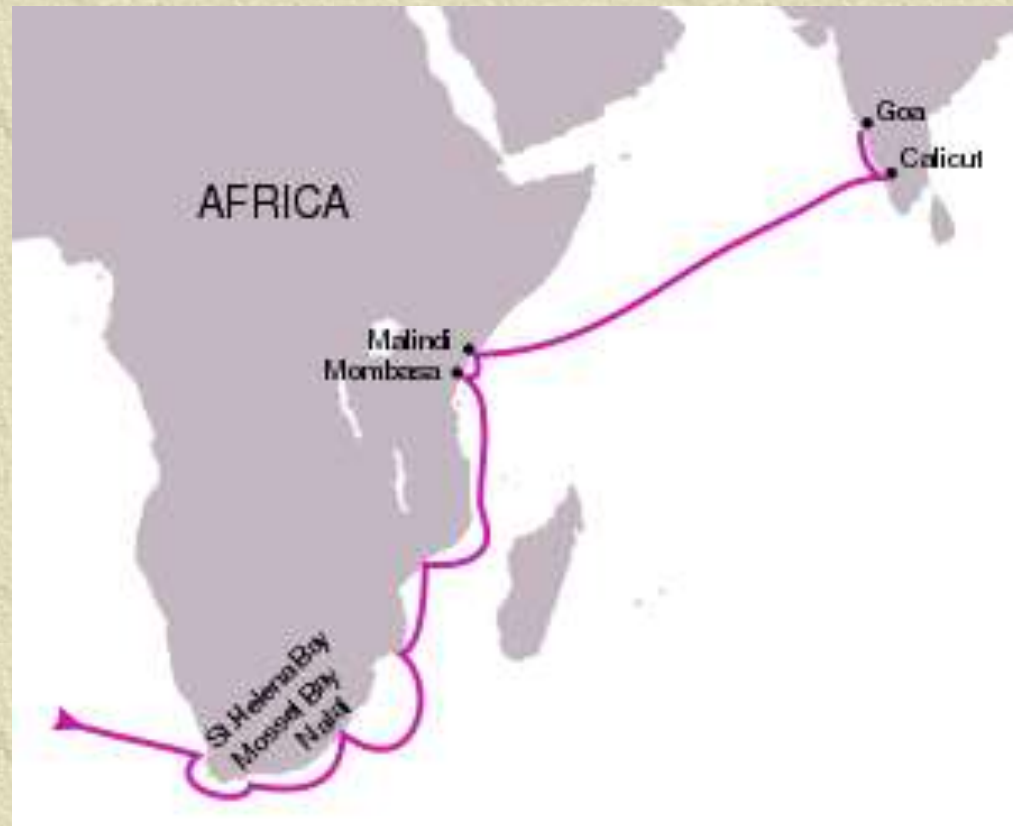 Goa
Calicut
AFRICA
Malindi
Mombasa
St. Helena Bay
Mossel Bay
Natal